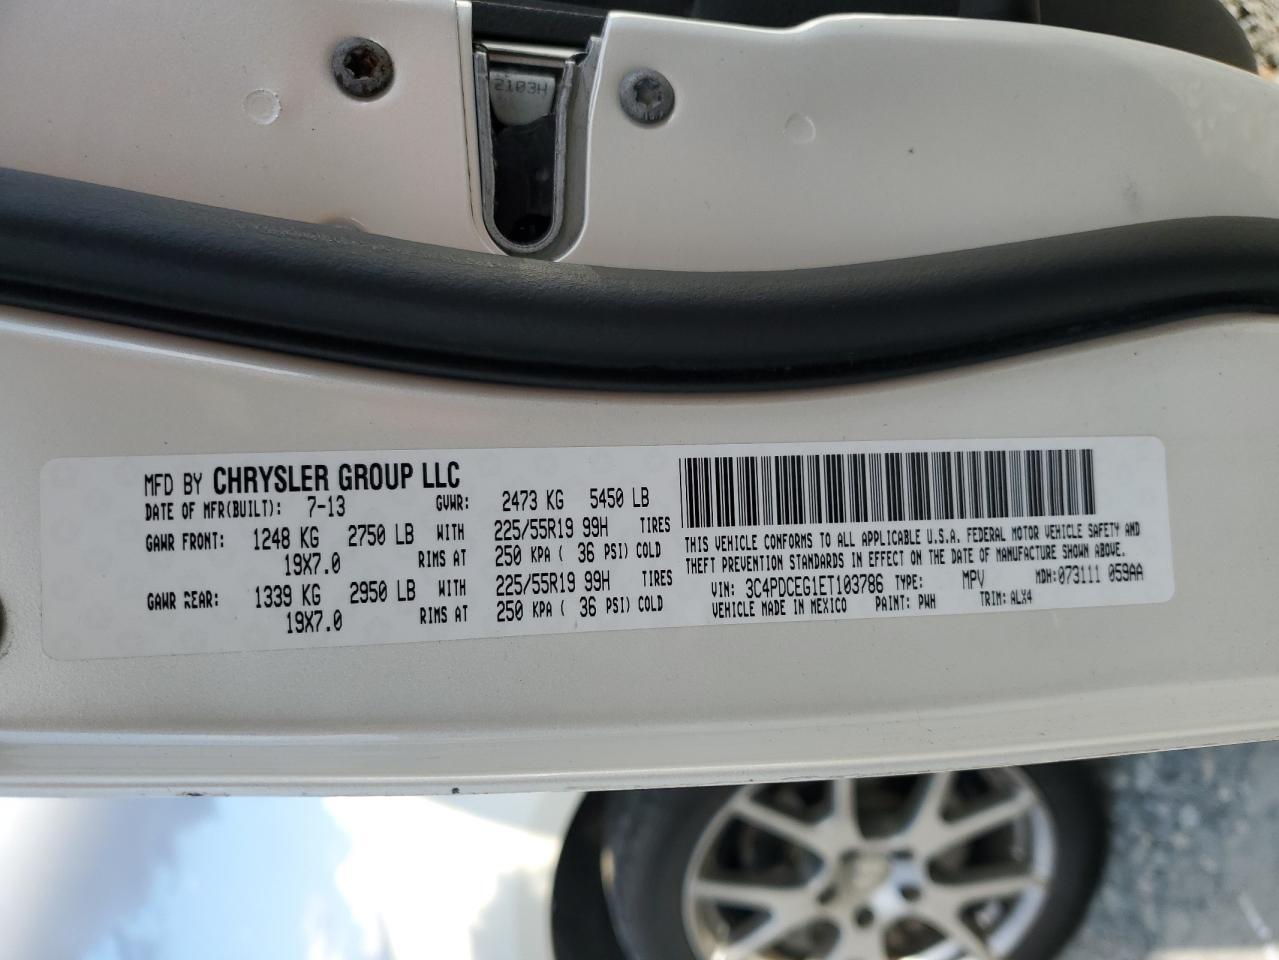 2103H
MFD BY CHRYSLER GROUP LLC
DATE OF MFR(BUILT): 7-13 GVWR: 2473 KG 5450 LB
GAWR FRONT: 1248 KG 2750 LB WITH 225/55R19 99H TIRES
19X7.0 RIMS AT 250 KPA ( 36 PSI) COLD
GAWR REAR: 1339 KG 2950 LB WITH 225/55R19 99H TIRES
19X7.0 RIMS AT 250 KPA ( 36 PSI) COLD
THIS VEHICLE CONFORMS TO ALL APPLICABLE U.S.A. FEDERAL MOTOR VEHICLE SAFETY AND
THEFT PREVENTION STANDARDS IN EFFECT ON THE DATE OF MANUFACTURE SHOWN ABOVE.
VIN: 3C4PDCEG1ET103786 TYPE: MPV MDH: 073111 059AA
VEHICLE MADE IN MEXICO PAINT: PWH TRIM: ALX4